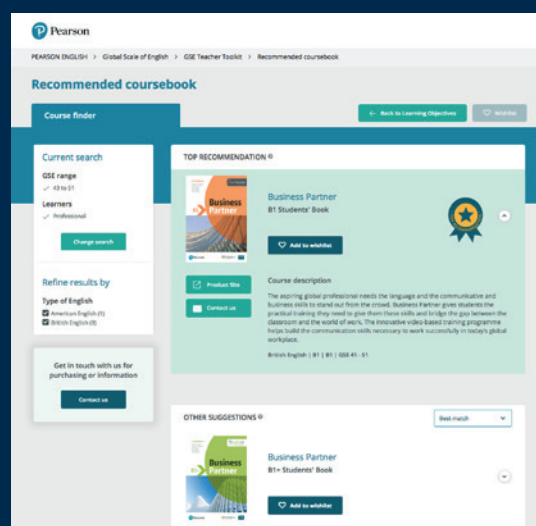 Pearson
PEARSON ENGLISH > Global Scale of English > GSE Teacher Toolkit > Recommended coursebook
Recommended coursebook
Course finder
← Back to Learning Objectives
Wishlist
Current search
GSE range
✓ 43 to 51
Learners
✓ Professional
Change search
Refine results by
Type of English
American English (1)
British English (9)
Get in touch with us for
purchasing or information
Contact us
TOP RECOMMENDATION
Business
Partner
Business Partner
B1 Students' Book
Add to wishlist
Product Site
Contact us
Course description
The aspiring global professional needs the language and the communicative and
business skills to stand out from the crowd. Business Partner gives students the
practical training they need to give them these skills and bridge the gap between the
classroom and the world of work. The innovative video-based training programme
helps build the communication skills necessary to work successfully in today's global
workplace.
British English | B1 | B1 | GSE 41 - 51
OTHER SUGGESTIONS
Best match
Business
Partner
Business Partner
B1+ Students' Book
Add to wishlist